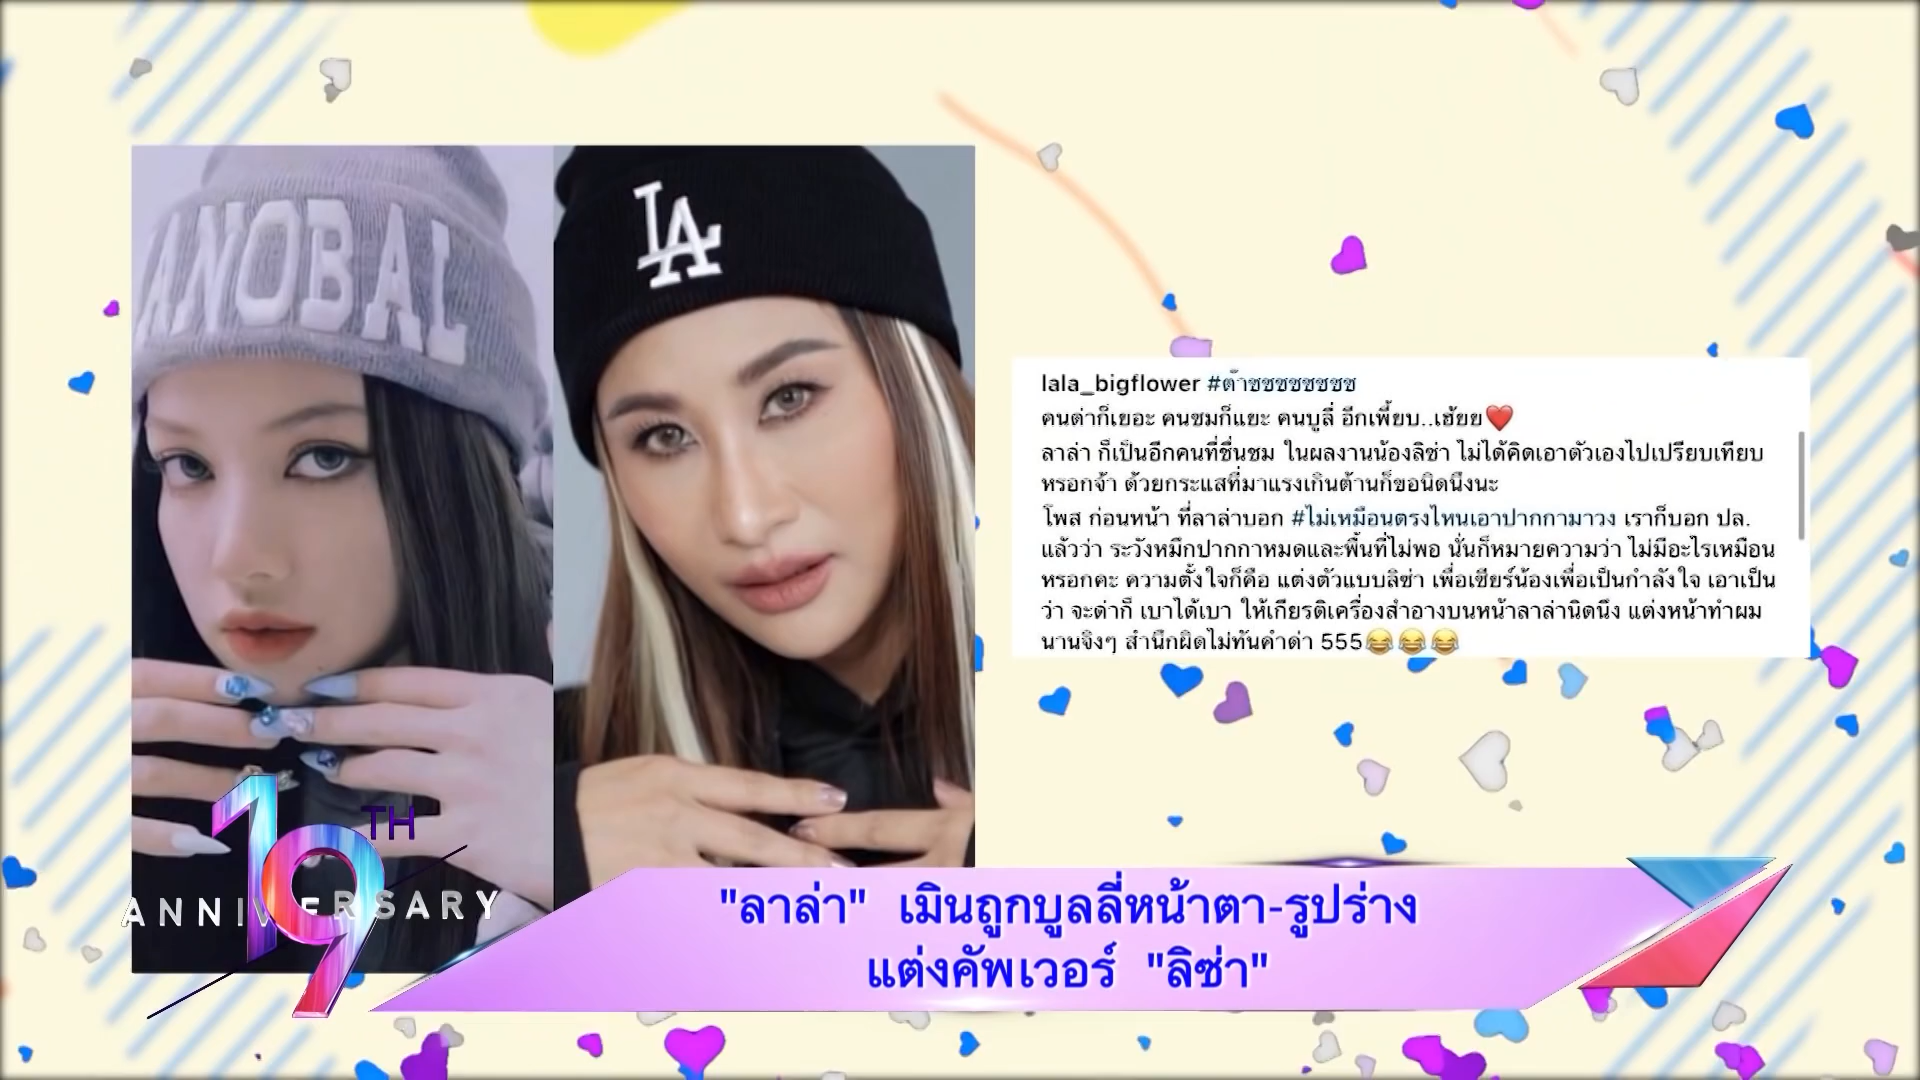 ANOBAL
LA
lala_bigflower #ต๊าซซซซซซซซ
คนด่าก็เยอะ คนชมก็แยะ คนบูลี่ อีกเพี้ยบ..เฮ้ยย❤️
ลาล่า ก็เป็นอีกคนที่ชื่นชม ในผลงานน้องลิซ่า ไม่ได้คิดเอาตัวเองไปเปรียบเทียบ
หรอกจ้า ด้วยกระแสที่มาแรงเกินต้านก็ขอนิดนึงนะ
โพส ก่อนหน้า ที่ลาล่าบอก #ไม่เหมือนตรงไหนเอาปากกามาวง เราก็บอก ปล.
แล้วว่า ระวังหมึกปากกาหมดและพื้นที่ไม่พอ นั่นก็หมายความว่า ไม่มีอะไรเหมือน
หรอกคะ ความตั้งใจก็คือ แต่งตัวแบบลิซ่า เพื่อเชียร์น้องเพื่อเป็นกำลังใจ เอาเป็น
ว่า จะด่าก็ เบาได้เบา ให้เกียรติเครื่องสำอางบนหน้าลาล่านิดนึง แต่งหน้าทำผม
นานจิงๆ สำนึกผิดไม่ทันคำด่า 555😂😂😂
19TH
ANNIVERSARY
"ลาล่า" เมินถูกบูลลี่หน้าตา-รูปร่าง
แต่งคัพเวอร์ "ลิซ่า"